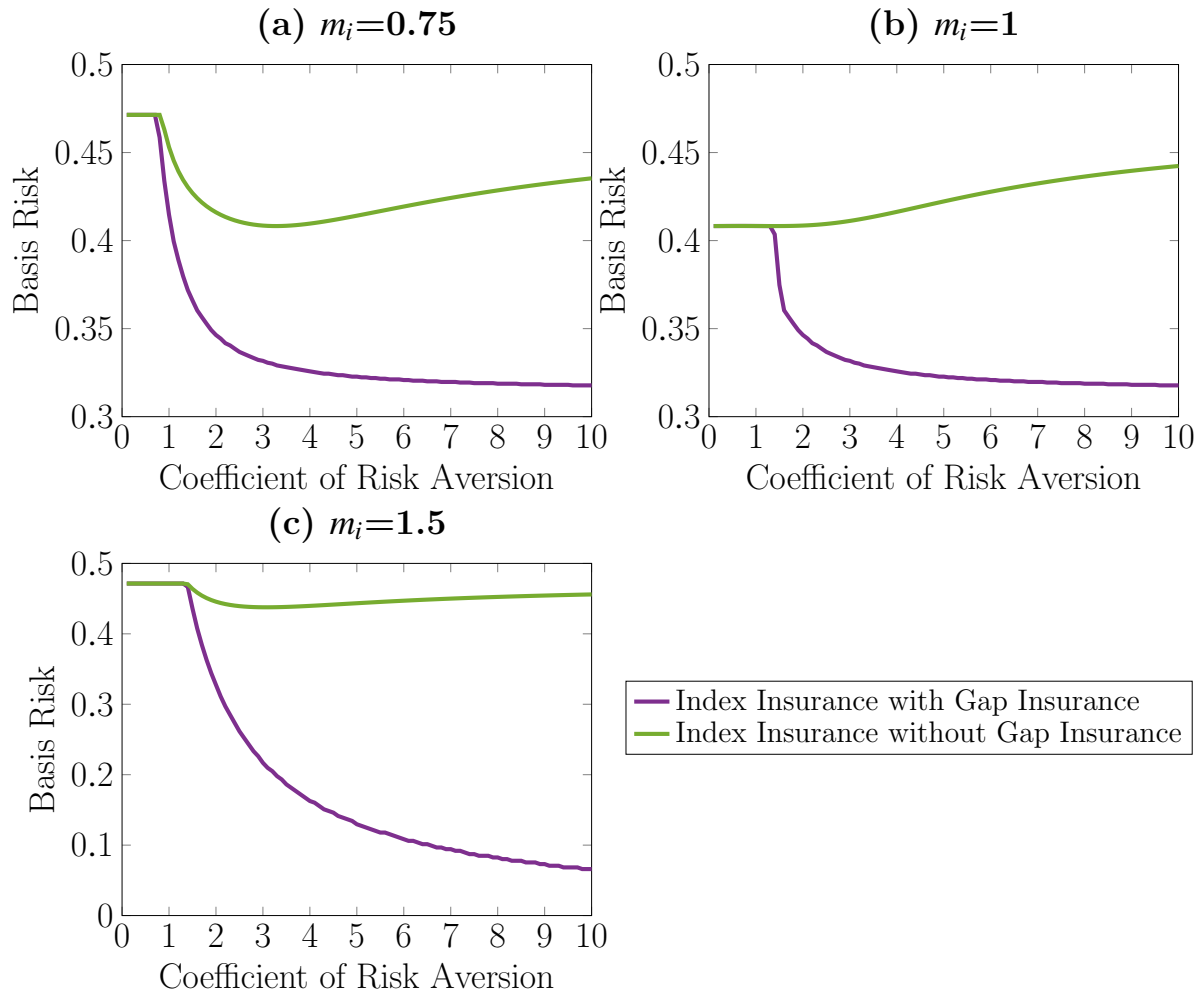 (a) mi=0.75
0.5
0.45
0.4
0.35
0.3
Basis Risk
0 1 2 3 4 5 6 7 8 9 10
Coefficient of Risk Aversion
(b) mi=1
0.5
0.45
0.4
0.35
0.3
Basis Risk
0 1 2 3 4 5 6 7 8 9 10
Coefficient of Risk Aversion
(c) mi=1.5
0.5
0.4
0.3
0.2
0.1
0
Basis Risk
0 1 2 3 4 5 6 7 8 9 10
Coefficient of Risk Aversion
Index Insurance with Gap Insurance
Index Insurance without Gap Insurance